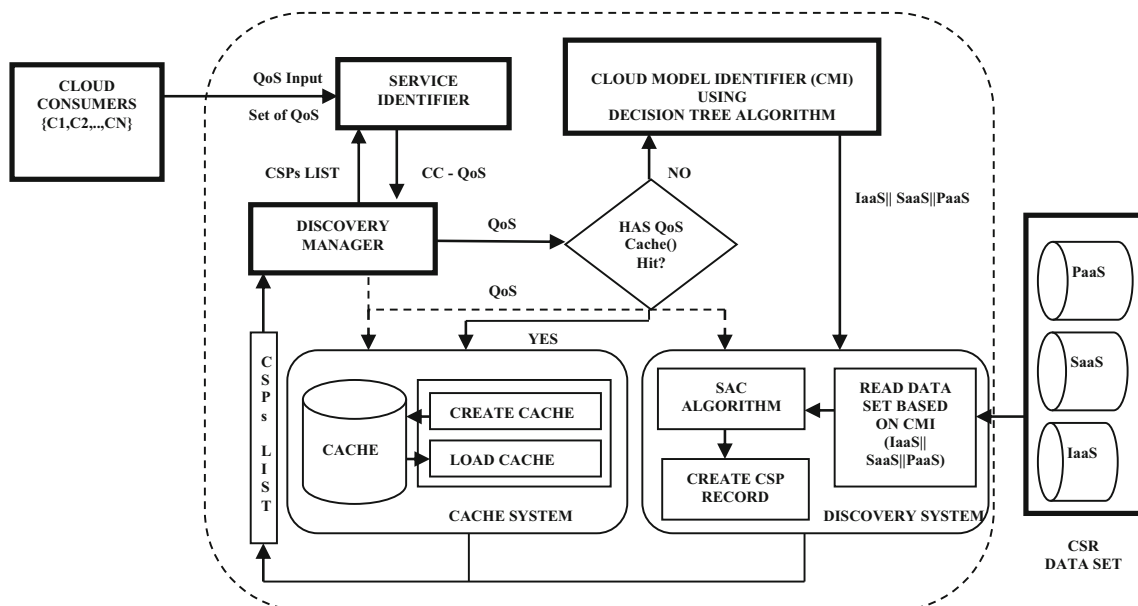 CLOUD
CONSUMERS
{C1,C2,..,CN}
QoS Input
Set of QoS
SERVICE
IDENTIFIER
CLOUD MODEL IDENTIFIER (CMI)
USING
DECISION TREE ALGORITHM
CSPs LIST
CC - QoS
NO
IaaS|| SaaS||PaaS
DISCOVERY
MANAGER
QoS
HAS QoS
Cache()
Hit?
QoS
YES
PaaS
SaaS
IaaS
CSR
DATA SET
CSPs LIST
CACHE
CREATE CACHE
LOAD CACHE
CACHE SYSTEM
SAC
ALGORITHM
CREATE CSP
RECORD
READ DATA
SET BASED
ON CMI
(IaaS||
SaaS||PaaS)
DISCOVERY SYSTEM